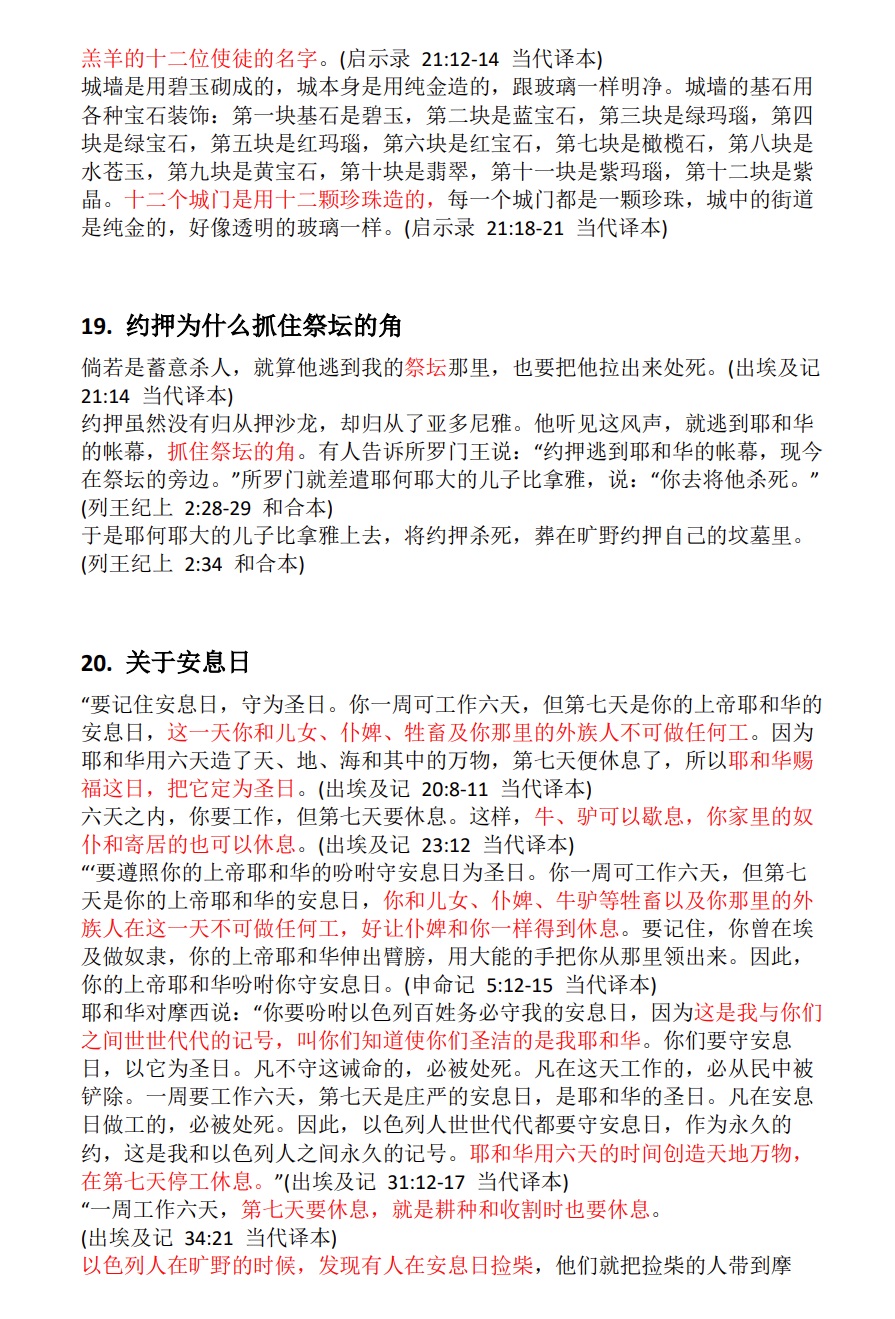 羔羊的十二位使徒的名字。(启示录 21:12-14 当代译本)
城墙是用碧玉砌成的，城本身是用纯金造的，跟玻璃一样明净。城墙的基石用
各种宝石装饰：第一块基石是碧玉，第二块是蓝宝石，第三块是绿玛瑙，第四
块是绿宝石，第五块是红玛瑙，第六块是红宝石，第七块是橄榄石，第八块是
水苍玉，第九块是黄宝石，第十块是翡翠，第十一块是紫玛瑙，第十二块是紫
晶。十二个城门是用十二颗珍珠造的，每一个城门都是一颗珍珠，城中的街道
是纯金的，好像透明的玻璃一样。(启示录 21:18-21 当代译本)
19. 约押为什么抓住祭坛的角
倘若是蓄意杀人，就算他逃到我的祭坛那里，也要把他拉出来处死。(出埃及记
21:14 当代译本)
约押虽然没有归从押沙龙，却归从了亚多尼雅。他听见这风声，就逃到耶和华
的帐幕，抓住祭坛的角。有人告诉所罗门王说：“约押逃到耶和华的帐幕，现今
在祭坛的旁边。”所罗门就差遣耶何耶大的儿子比拿雅，说：“你去将他杀死。”
(列王纪上 2:28-29 和合本)
于是耶何耶大的儿子比拿雅上去，将约押杀死，葬在旷野约押自己的坟墓里。
(列王纪上 2:34 和合本)
20. 关于安息日
“要记住安息日，守为圣日。你一周可工作六天，但第七天是你的上帝耶和华的
安息日，这一天你和儿女、仆婢、牲畜及你那里的外族人不可做任何工。因为
耶和华用六天造了天、地、海和其中的万物，第七天便休息了，所以耶和华赐
福这日，把它定为圣日。(出埃及记 20:8-11 当代译本)
六天之内，你要工作，但第七天要休息。这样，牛、驴可以歇息，你家里的奴
仆和寄居的也可以休息。(出埃及记 23:12 当代译本)
“‘要遵照你的上帝耶和华的吩咐守安息日为圣日。你一周可工作六天，但第七
天是你的上帝耶和华的安息日，你和儿女、仆婢、牛驴等牲畜以及你那里的外
族人在这一天不可做任何工，好让仆婢和你一样得到休息。要记住，你曾在埃
及做奴隶，你的上帝耶和华伸出臂膀，用大能的手把你从那里领出来。因此，
你的上帝耶和华吩咐你守安息日。(申命记 5:12-15 当代译本)
耶和华对摩西说：“你要吩咐以色列百姓务必守我的安息日，因为这是我与你们
之间世世代代的记号，叫你们知道使你们圣洁的是我耶和华。你们要守安息
日，以它为圣日。凡不守这诫命的，必被处死。凡在这天工作的，必从民中被
铲除。一周要工作六天，第七天是庄严的安息日，是耶和华的圣日。凡在安息
日做工的，必被处死。因此，以色列人世世代代都要守安息日，作为永久的
约，这是我和以色列人之间永久的记号。耶和华用六天的时间创造天地万物，
在第七天停工休息。”(出埃及记 31:12-17 当代译本)
“一周工作六天，第七天要休息，就是耕种和收割时也要休息。
(出埃及记 34:21 当代译本)
以色列人在旷野的时候，发现有人在安息日捡柴，他们就把捡柴的人带到摩